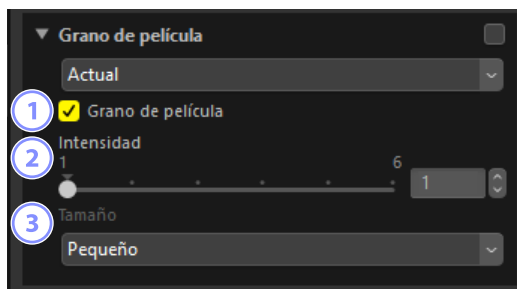 Grano de película
Actual
1 Grano de película
Intensidad
2
1 6
1
3 Tamaño
Pequeño